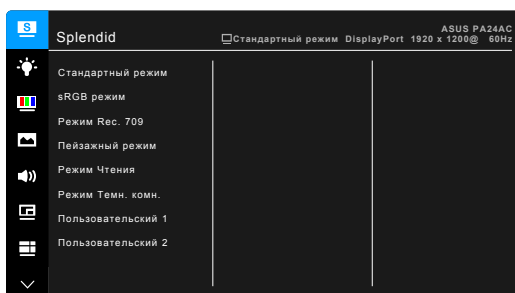 S
ASUS PA24AC
Splendid
Стандартный режим DisplayPort 1920 x 1200@ 60Hz
Стандартный режим
sRGB режим
Режим Rec. 709
Пейзажный режим
Режим Чтения
Режим Темн. комн.
Пользовательский 1
Пользовательский 2